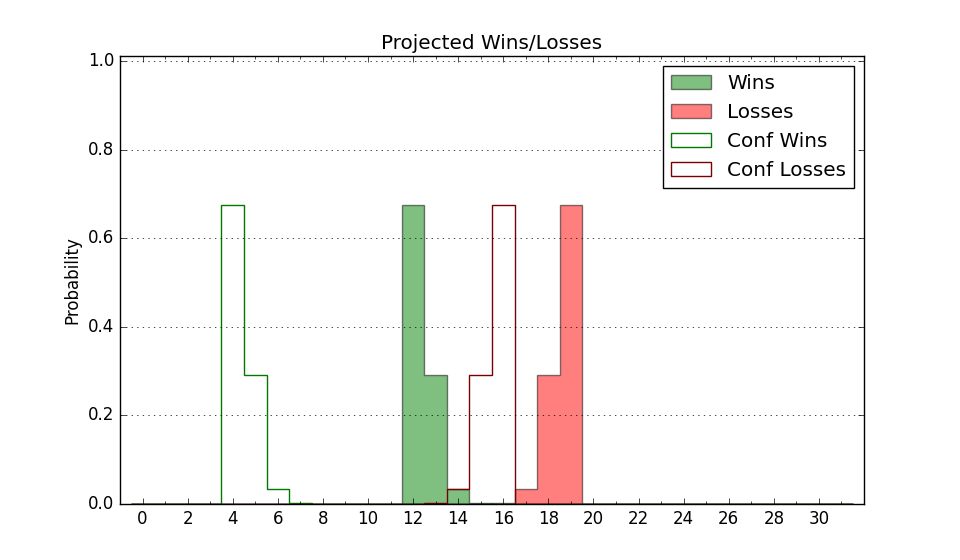 Projected Wins/Losses
1.0
0.8
0.6
0.4
0.2
0.0
Probability
Wins
Losses
Conf Wins
Conf Losses
0 2 4 6 8 10 12 14 16 18 20 22 24 26 28 30